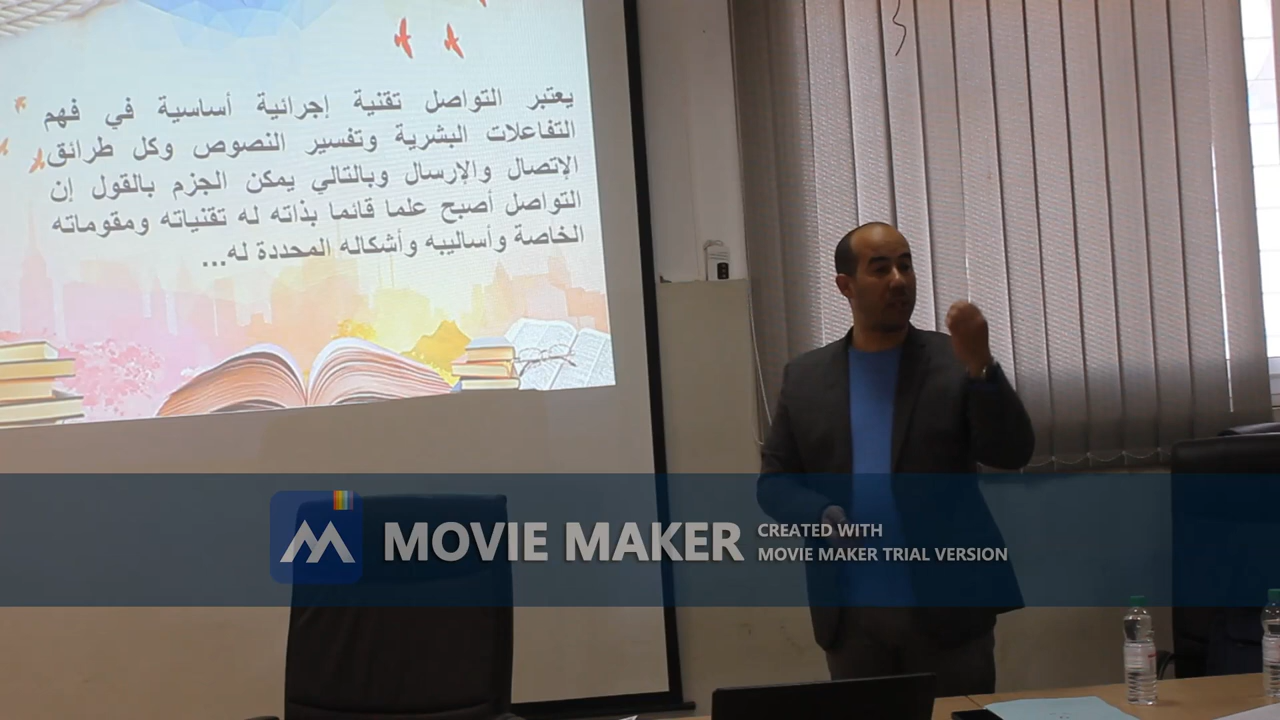 يعتبر التواصل تقنية إجرائية أساسية في فهم
التفاعلات البشرية وتفسير النصوص وكل طرائق
الإتصال والإرسال وبالتالي يمكن الجزم بالقول إن
التواصل أصبح علما قائما بذاته له تقنياته ومقوماته
الخاصة وأساليبه وأشكاله المحددة له...
MOVIE MAKER
CREATED WITH
MOVIE MAKER TRIAL VERSION